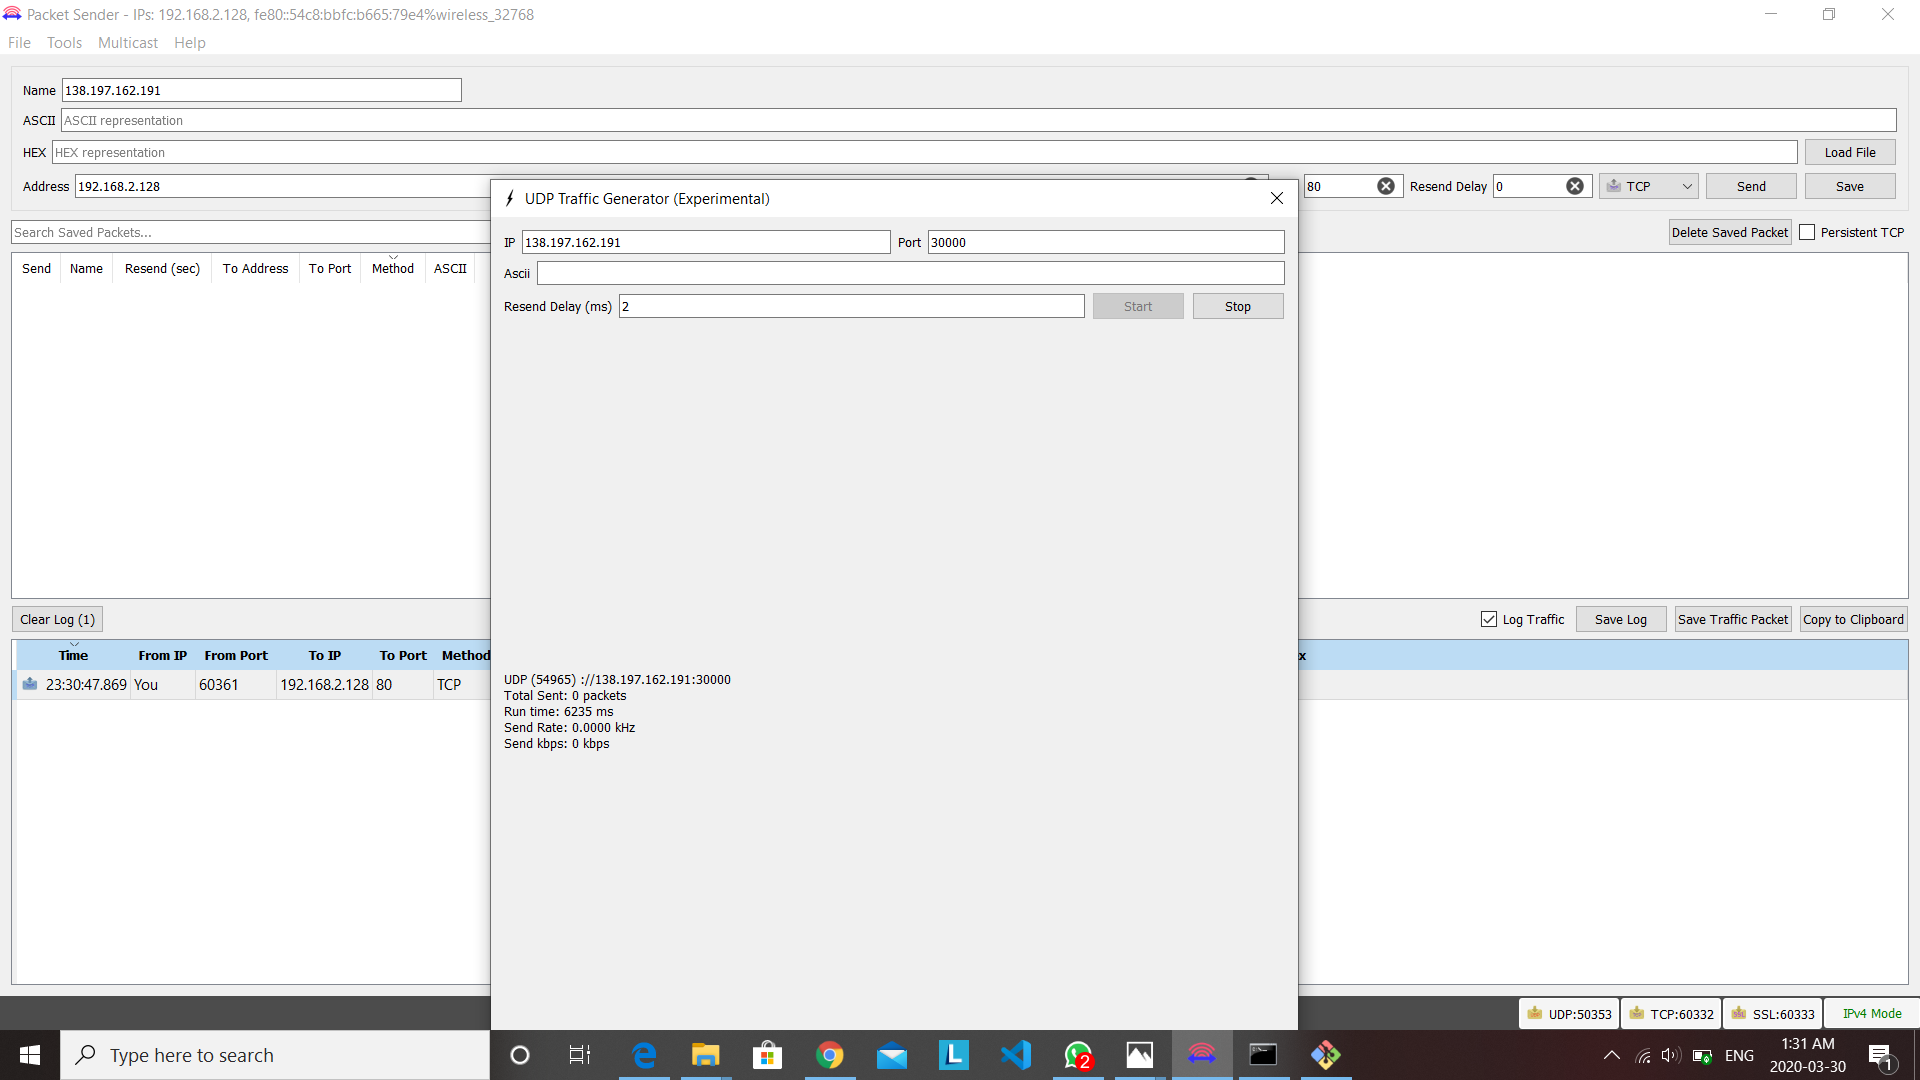 Packet Sender - IPs: 192.168.2.128, fe80::54c8:bbfc:b665:79e4%wireless_32768
File Tools Multicast Help
Name 138.197.162.191
ASCII ASCII representation
HEX HEX representation Load File
Address 192.168.2.128 80 Resend Delay 0 TCP Send Save
Search Saved Packets... Delete Saved Packet Persistent TCP
Send Name Resend (sec) To Address To Port Method ASCII
UDP Traffic Generator (Experimental)
IP 138.197.162.191 Port 30000
Ascii
Resend Delay (ms) 2 Start Stop
UDP (54965) ://138.197.162.191:30000
Total Sent: 0 packets
Run time: 6235 ms
Send Rate: 0.0000 kHz
Send kbps: 0 kbps
Clear Log (1) Log Traffic Save Log Save Traffic Packet Copy to Clipboard
Time From IP From Port To IP To Port Method x
23:30:47.869 You 60361 192.168.2.128 80 TCP
UDP:50353 TCP:60332 SSL:60333 IPv4 Mode
Type here to search L 2 ENG 1:31 AM
2020-03-30 1